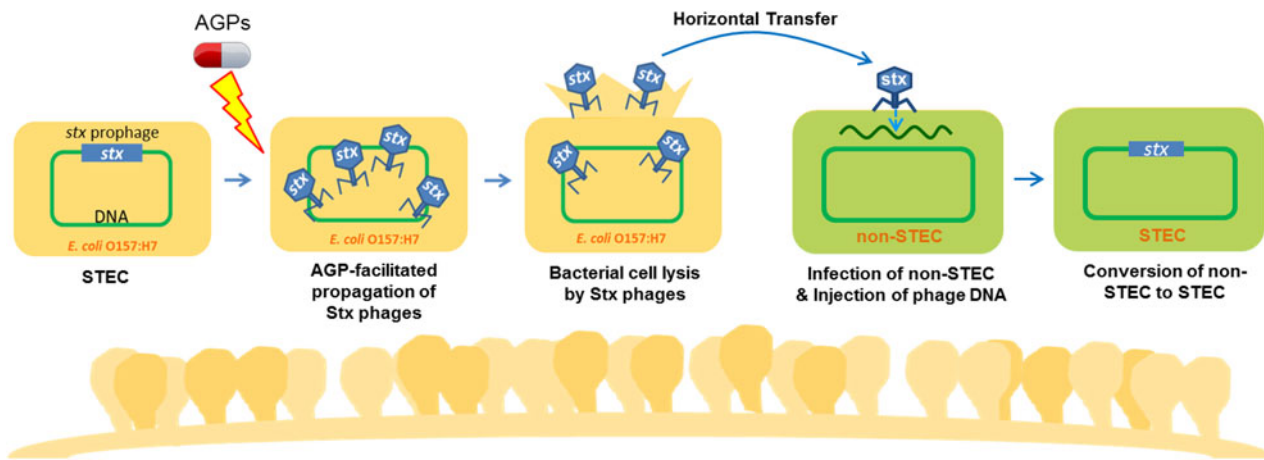 AGPs
Horizontal Transfer
stx prophage
stx
DNA
E. coli O157:H7
STEC
stx
stx
stx
stx
E. coli O157:H7
AGP-facilitated
propagation of
Stx phages
stx
stx
stx
stx
E. coli O157:H7
Bacterial cell lysis
by Stx phages
stx
non-STEC
Infection of non-STEC
& Injection of phage DNA
stx
STEC
Conversion of non-
STEC to STEC